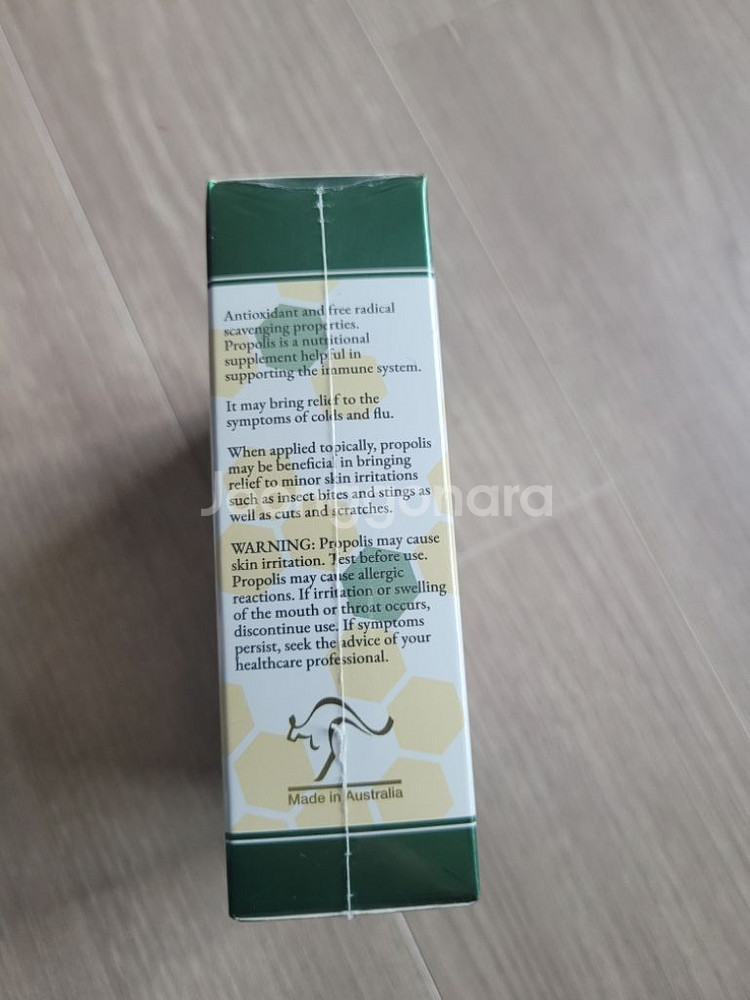 Antioxidant and free radical
scavenging properties.
Propolis is a nutritional
supplement helpful in
supporting the immune system.
It may bring relief to the
symptoms of colds and flu.
When applied topically, propolis
may be beneficial in bringing
relief to minor skin irritations
such as insect bites and stings as
well as cuts and scratches.
Joonggonara
WARNING: Propolis may cause
skin irritation. Test before use.
Propolis may cause allergic
reactions. If irritation or swelling
of the mouth or throat occurs,
discontinue use. If symptoms
persist, seek the advice of your
healthcare professional.
Made in Australia